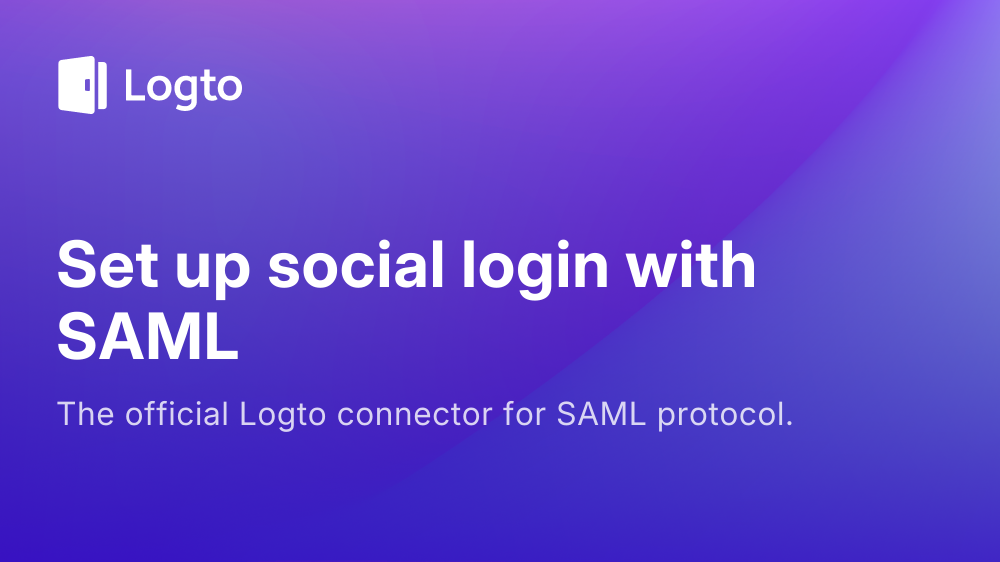 Logto
Set up social login with
SAML
The official Logto connector for SAML protocol.